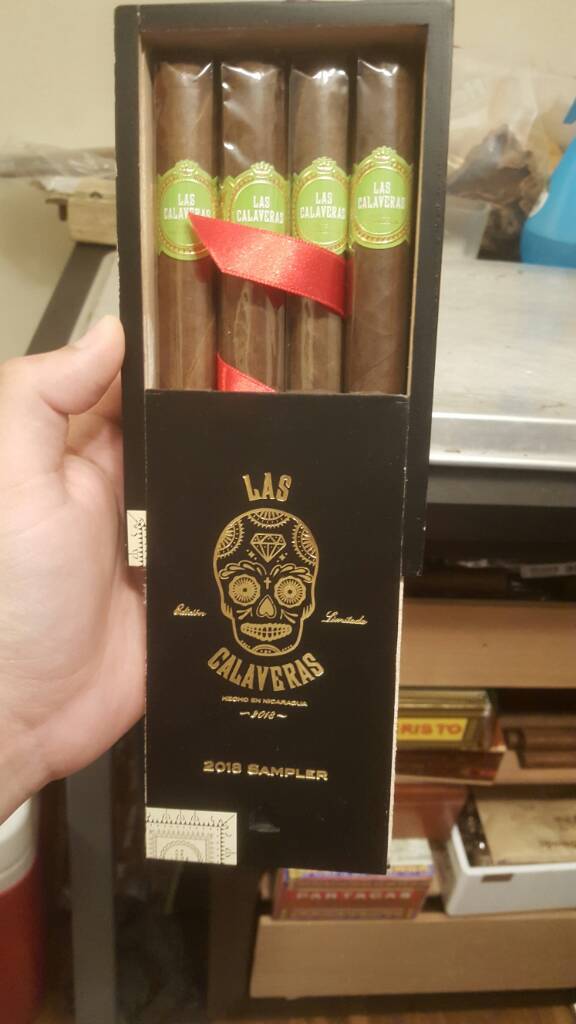 LAS
CALAVERAS
LAS
CALAVERAS
LAS
CALAVERAS
LAS
CALAVERAS
LAS
Edición Limitada
CALAVERAS
HECHO EN NICARAGUA
2018
2018 SAMPLER
RISTO
PARTAGAS